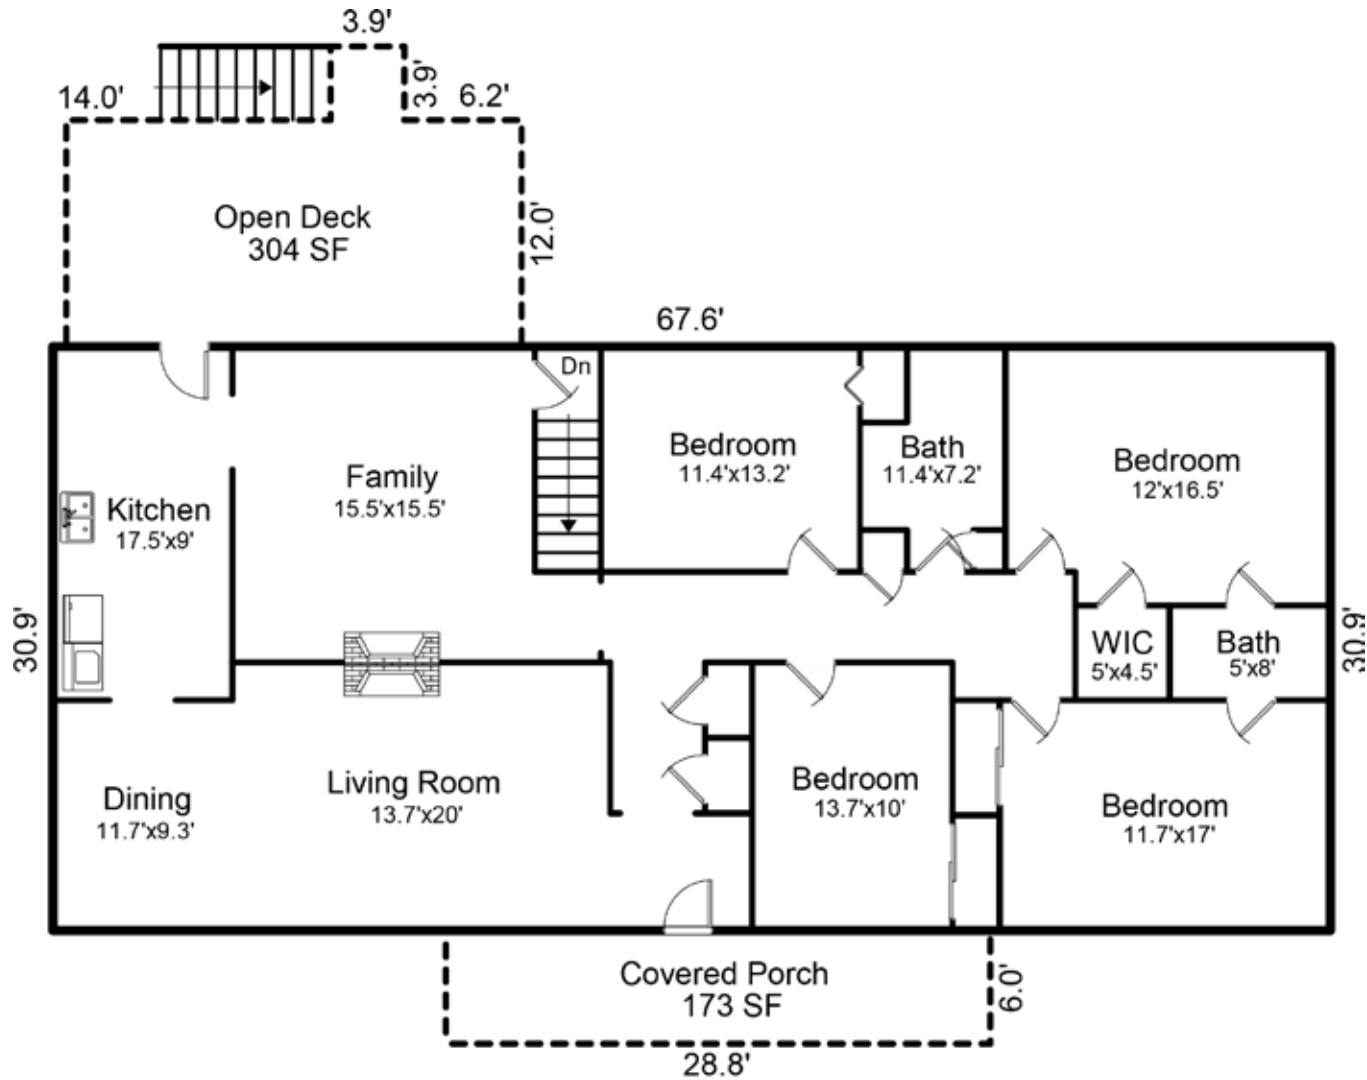 3.9'
14.0'
3.9'
6.2'
Open Deck
304 SF
12.0'
67.6'
Dn
Family
15.5'x15.5'
Bedroom
11.4'x13.2'
Bath
11.4'x7.2'
Bedroom
12'x16.5'
Kitchen
17.5'x9'
30.9'
WIC
5'x4.5'
Bath
5'x8'
30.9'
Dining
11.7'x9.3'
Living Room
13.7'x20'
Bedroom
13.7'x10'
Bedroom
11.7'x17'
Covered Porch
173 SF
6.0'
28.8'